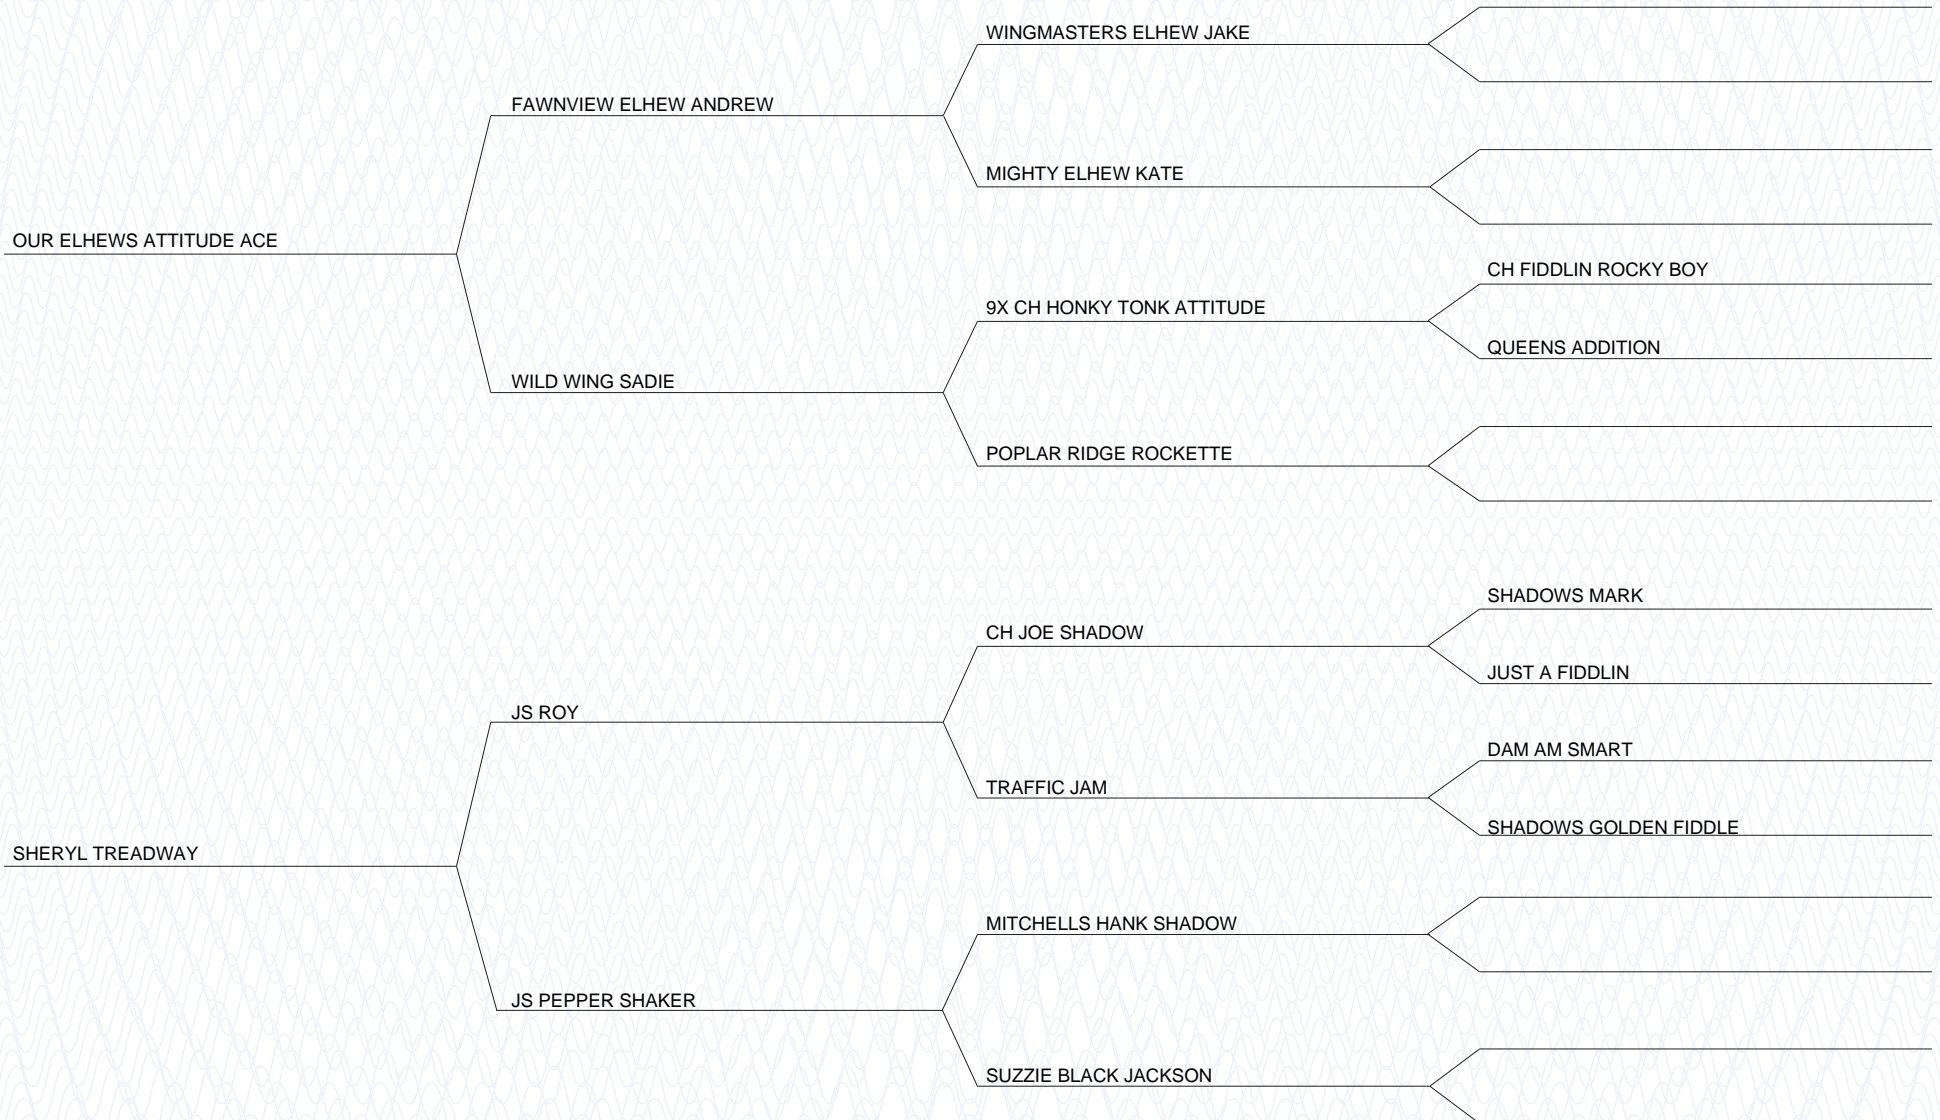 WINGMASTERS ELHEW JAKE
FAWNVIEW ELHEW ANDREW
MIGHTY ELHEW KATE
OUR ELHEWS ATTITUDE ACE
CH FIDDLIN ROCKY BOY
9X CH HONKY TONK ATTITUDE
QUEENS ADDITION
WILD WING SADIE
POPLAR RIDGE ROCKETTE
SHADOWS MARK
CH JOE SHADOW
JUST A FIDDLIN
JS ROY
DAM AM SMART
TRAFFIC JAM
SHADOWS GOLDEN FIDDLE
SHERYL TREADWAY
MITCHELLS HANK SHADOW
JS PEPPER SHAKER
SUZZIE BLACK JACKSON